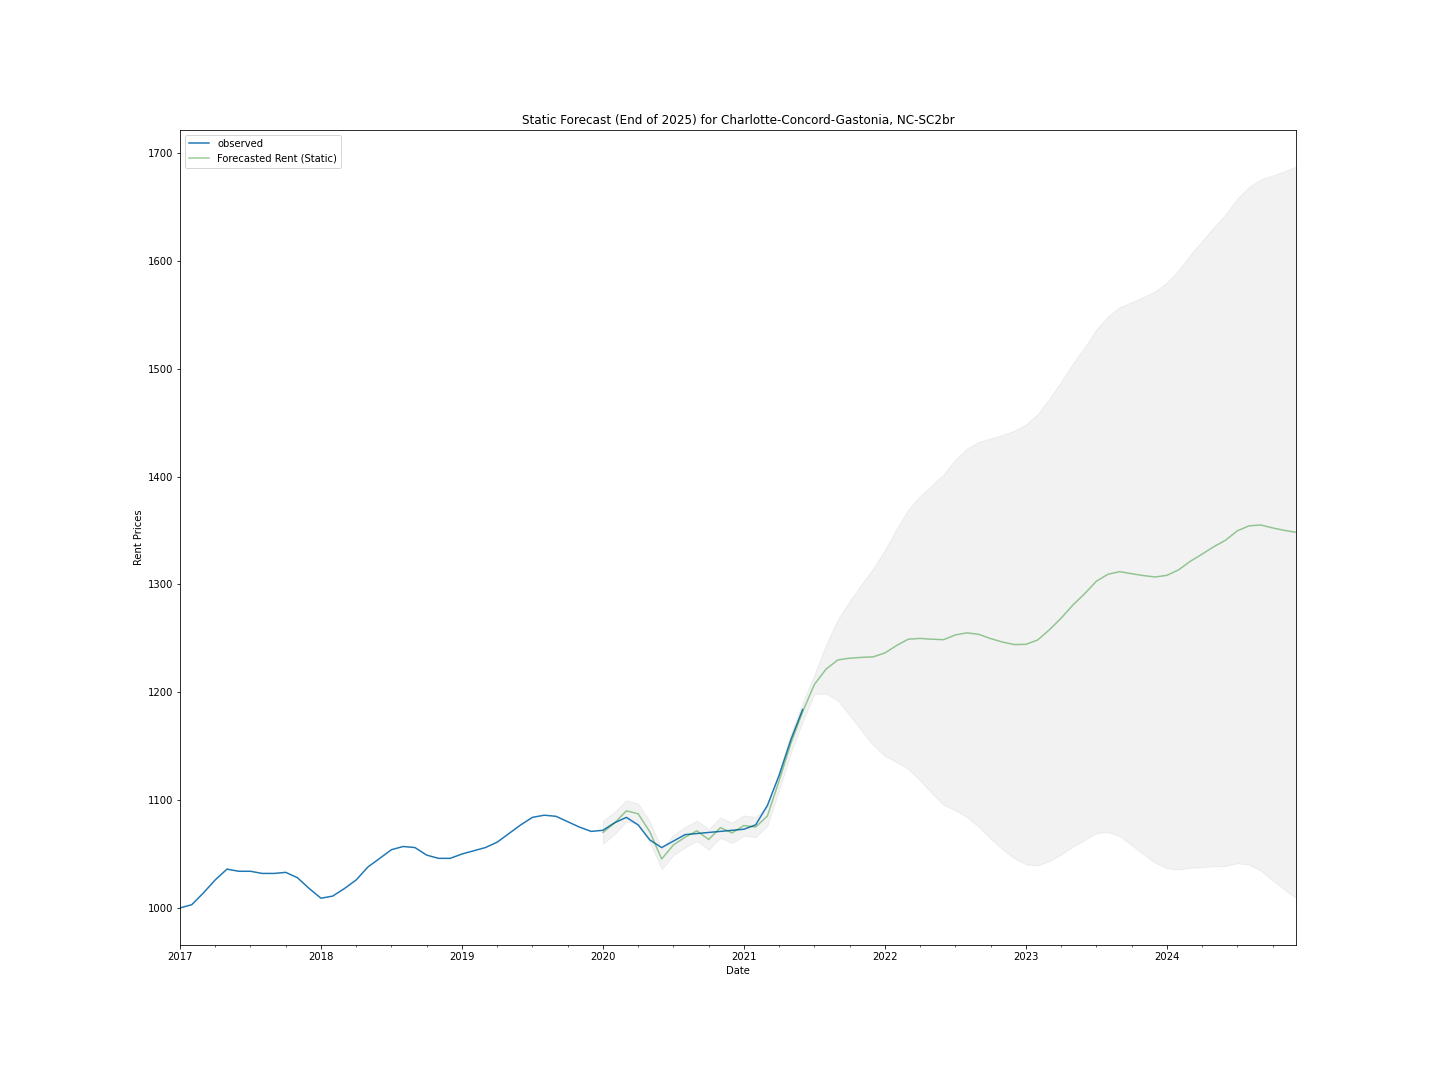 Static Forecast (End of 2025) for Charlotte-Concord-Gastonia, NC-SC2br
observed
Forecasted Rent (Static)
1700
1600
1500
1400
1300
1200
1100
1000
Rent Prices
2017 2018 2019 2020 2021 2022 2023 2024
Date